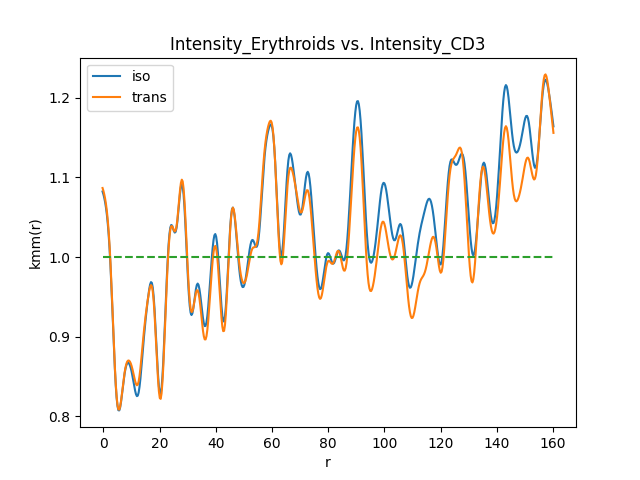 Intensity_Erythroids vs. Intensity_CD3
iso
trans
kmm(r)
1.2
1.1
1.0
0.9
0.8
0 20 40 60 80 100 120 140 160
r